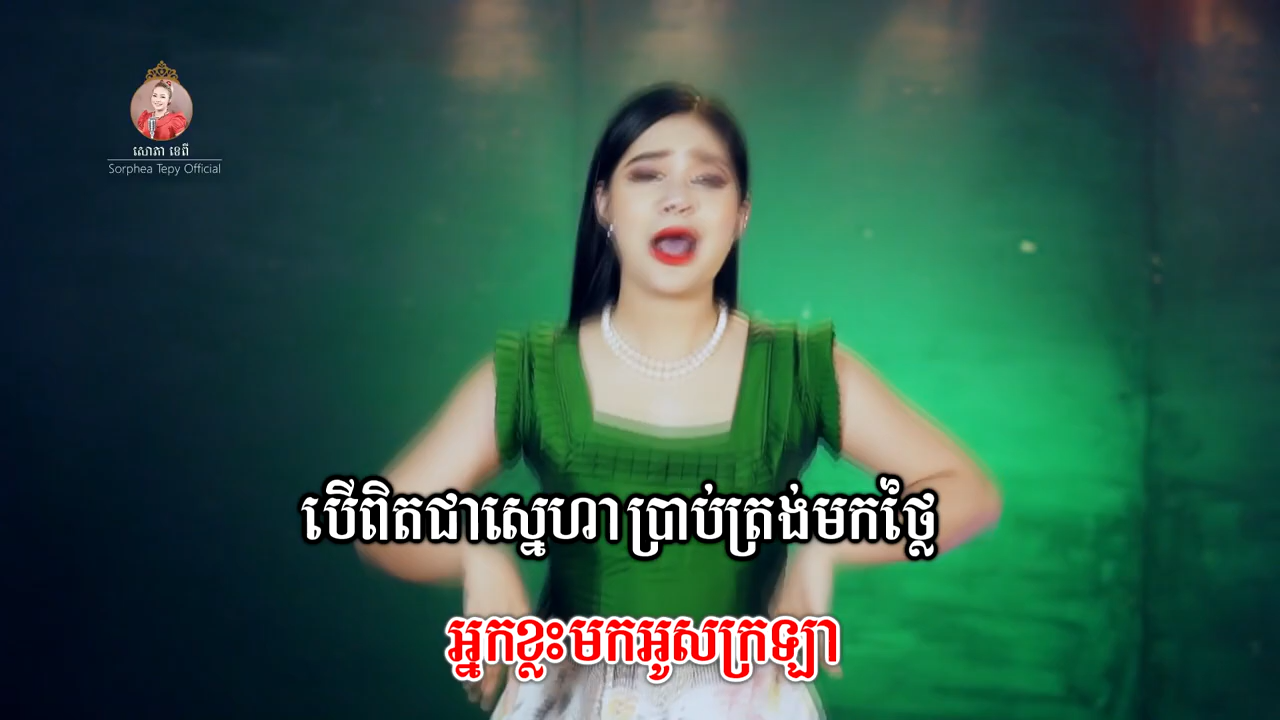 សោភា ទេពី
Sorphea Tepy Official
បើពិតជាស្នេហា ប្រាប់ត្រង់មកថ្លៃ
អ្នកខ្លះមកអូសក្រឡា